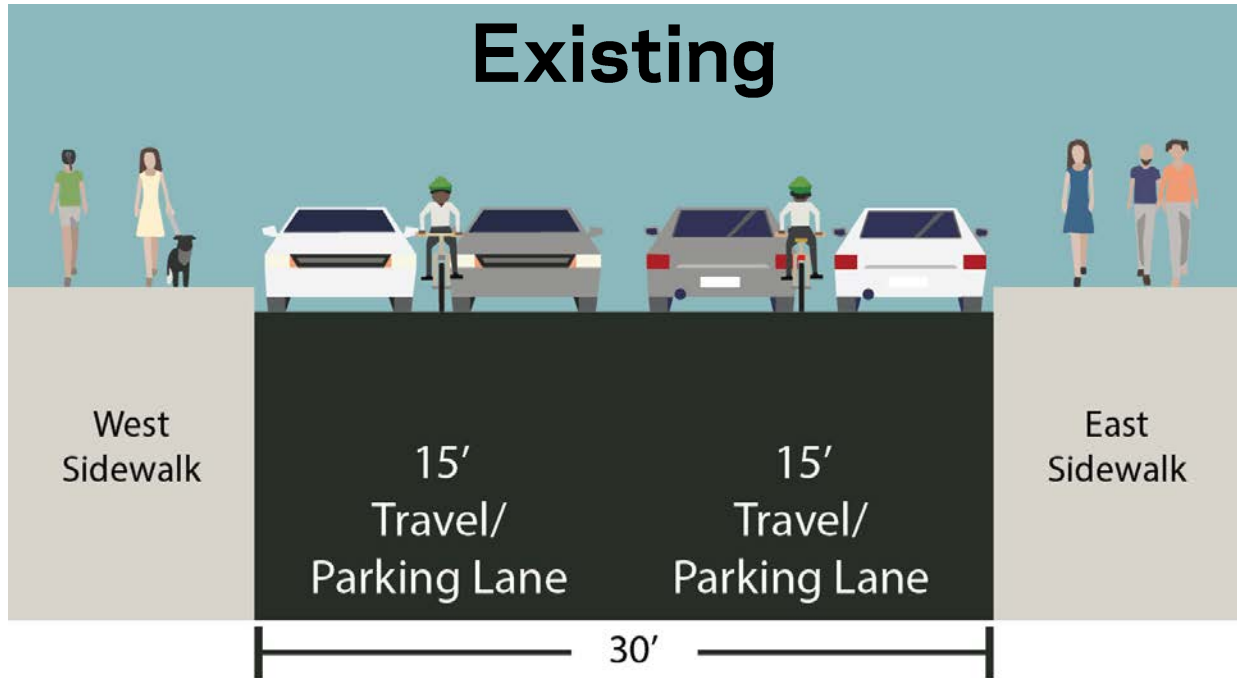 Existing
West
Sidewalk
15′
Travel/
Parking Lane
15′
Travel/
Parking Lane
East
Sidewalk
30′